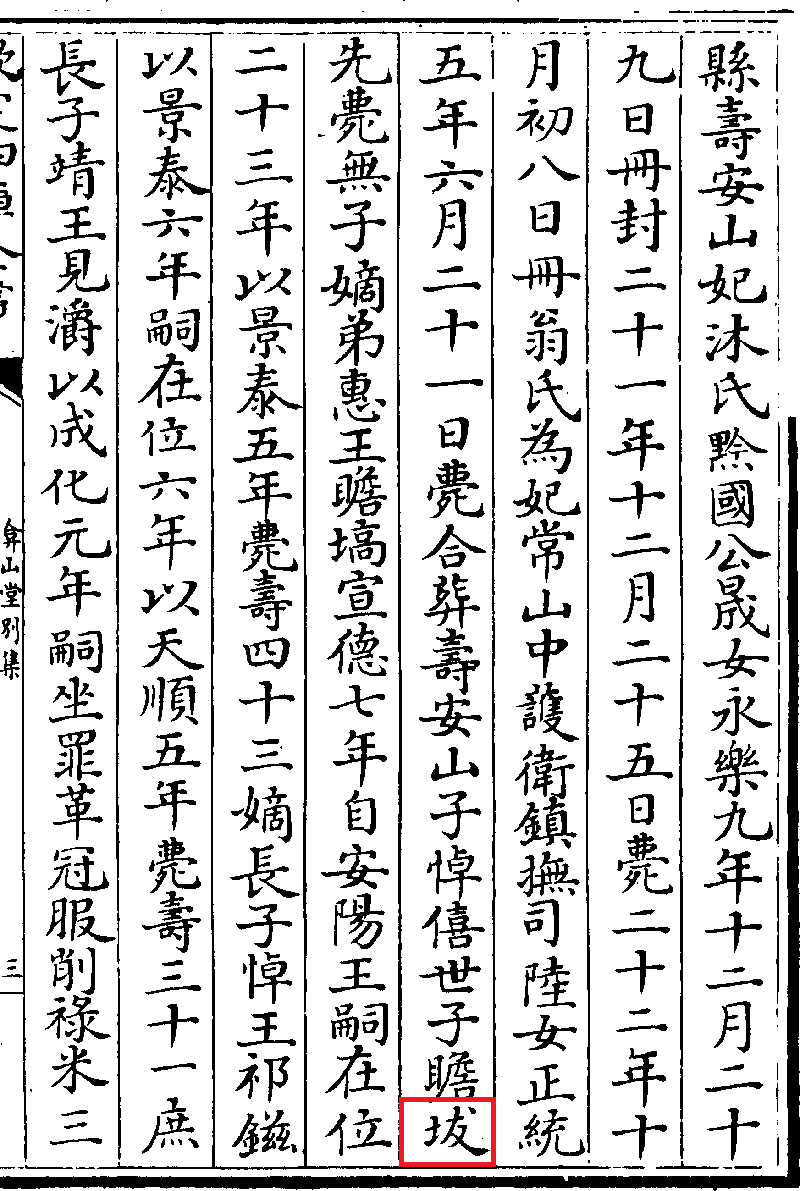 縣壽安山妃沐氏黔國公晟女永樂九年十二月二十
九日冊封二十一年十二月二十五日薨二十二年十
月初八日冊翁氏為妃常山中護衛鎮撫司陸女正統
五年六月二十一日薨合葬壽安山子悼僖世子瞻坺
先薨無子嫡弟惠王瞻塙宣德七年自安陽王嗣在位
二十三年以景泰五年薨壽四十三嫡長子悼王祁鎡
以景泰六年嗣在位六年以天順五年薨壽三十一庶
長子靖王見灂以成化元年嗣坐罪革冠服削祿米三
弇山堂別集
三